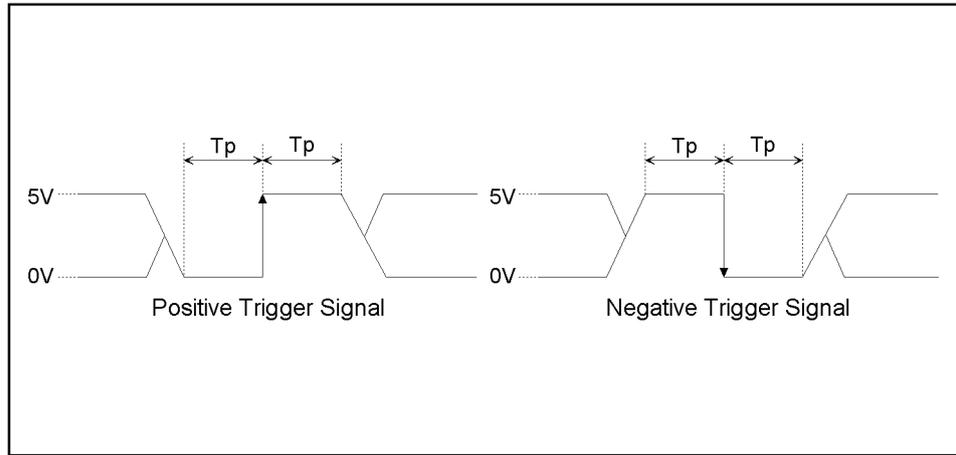 Tp Tp
5V
0V
Positive Trigger Signal
Tp Tp
5V
0V
Negative Trigger Signal